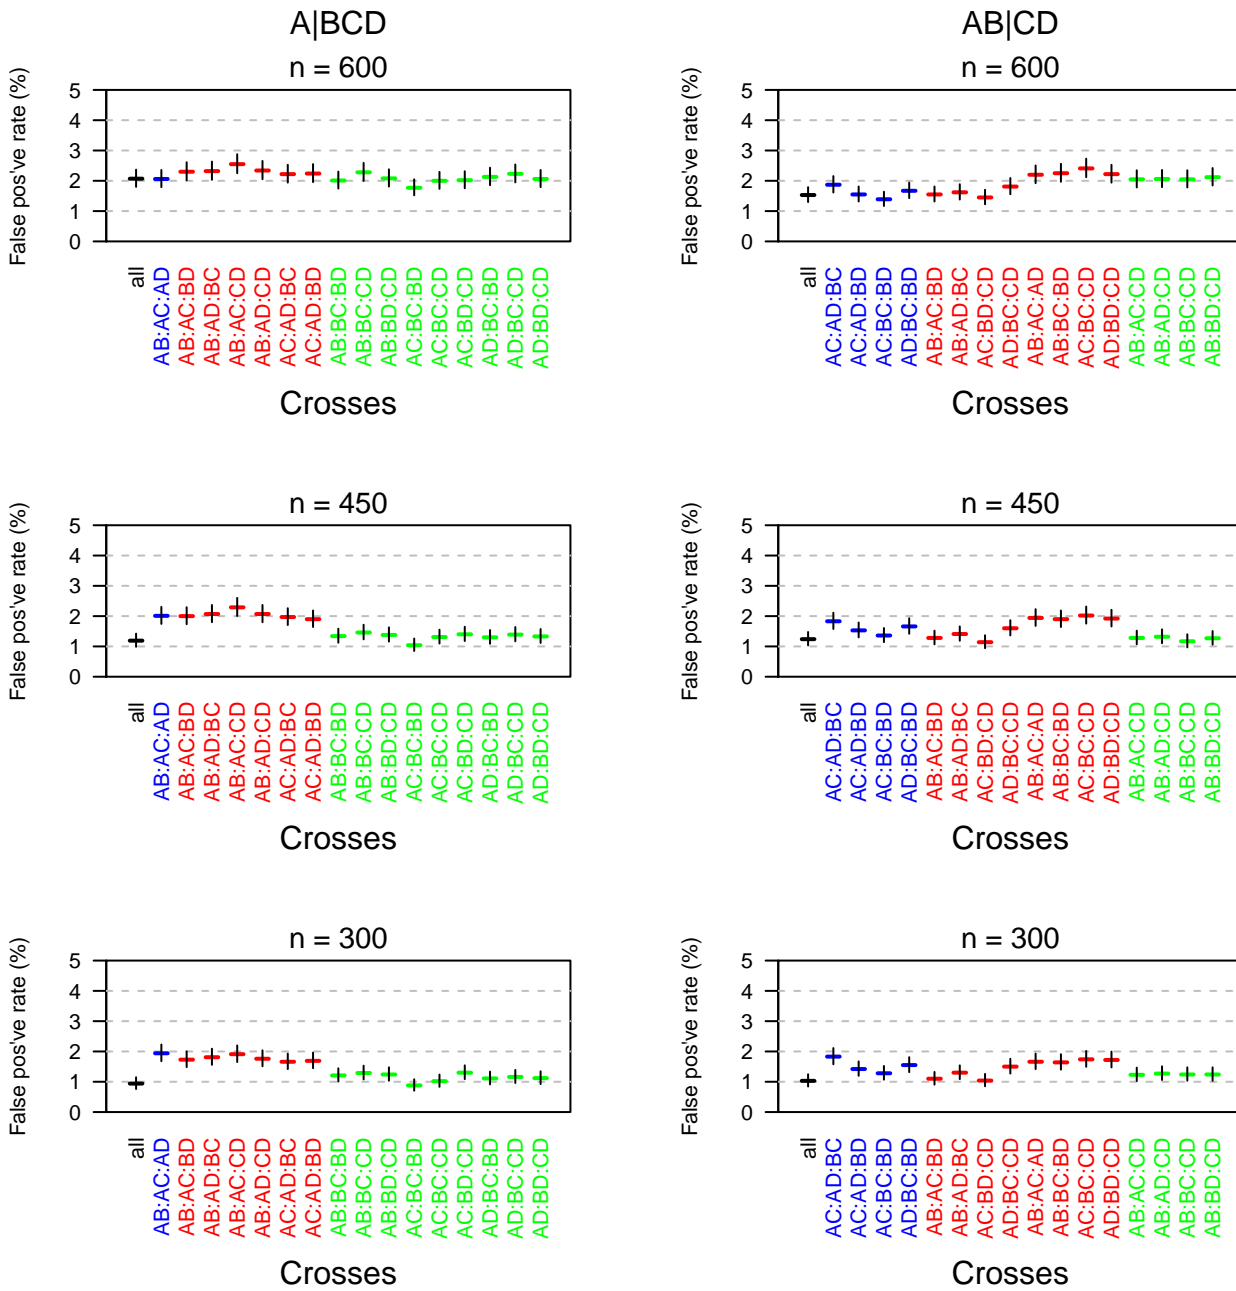 A|BCD
n = 600
False pos've rate (%)
5
4
3
2
1
0
all
AB:AC:AD
AB:AC:BD
AB:AD:BC
AB:AC:CD
AB:AD:CD
AC:AD:BC
AC:AD:BD
AB:BC:BD
AB:BC:CD
AB:BD:CD
AC:BC:BD
AC:BC:CD
AC:BD:CD
AD:BC:BD
AD:BC:CD
AD:BD:CD
Crosses
AB|CD
n = 600
False pos've rate (%)
5
4
3
2
1
0
all
AC:AD:BC
AC:AD:BD
AC:BC:BD
AD:BC:BD
AB:AC:BD
AB:AD:BC
AC:BD:CD
AD:BC:CD
AB:AC:AD
AB:BC:BD
AC:BC:CD
AD:BD:CD
AB:AC:CD
AB:AD:CD
AB:BC:CD
AB:BD:CD
Crosses
n = 450
False pos've rate (%)
5
4
3
2
1
0
all
AB:AC:AD
AB:AC:BD
AB:AD:BC
AB:AC:CD
AB:AD:CD
AC:AD:BC
AC:AD:BD
AB:BC:BD
AB:BC:CD
AB:BD:CD
AC:BC:BD
AC:BC:CD
AC:BD:CD
AD:BC:BD
AD:BC:CD
AD:BD:CD
Crosses
n = 450
False pos've rate (%)
5
4
3
2
1
0
all
AC:AD:BC
AC:AD:BD
AC:BC:BD
AD:BC:BD
AB:AC:BD
AB:AD:BC
AC:BD:CD
AD:BC:CD
AB:AC:AD
AB:BC:BD
AC:BC:CD
AD:BD:CD
AB:AC:CD
AB:AD:CD
AB:BC:CD
AB:BD:CD
Crosses
n = 300
False pos've rate (%)
5
4
3
2
1
0
all
AB:AC:AD
AB:AC:BD
AB:AD:BC
AB:AC:CD
AB:AD:CD
AC:AD:BC
AC:AD:BD
AB:BC:BD
AB:BC:CD
AB:BD:CD
AC:BC:BD
AC:BC:CD
AC:BD:CD
AD:BC:BD
AD:BC:CD
AD:BD:CD
Crosses
n = 300
False pos've rate (%)
5
4
3
2
1
0
all
AC:AD:BC
AC:AD:BD
AC:BC:BD
AD:BC:BD
AB:AC:BD
AB:AD:BC
AC:BD:CD
AD:BC:CD
AB:AC:AD
AB:BC:BD
AC:BC:CD
AD:BD:CD
AB:AC:CD
AB:AD:CD
AB:BC:CD
AB:BD:CD
Crosses